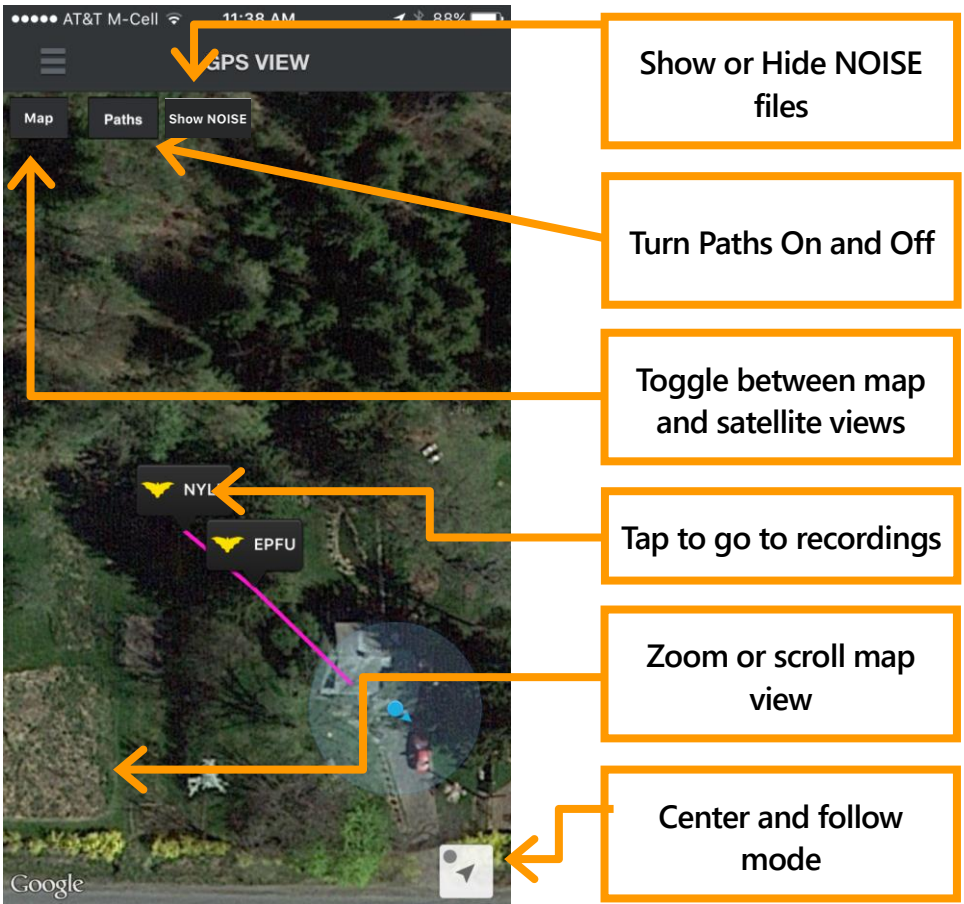 AT&T M-Cell 11:38 AM 88%
GPS VIEW
Map Paths Show NOISE
NYL
EPFU
Google
Show or Hide NOISE
files
Turn Paths On and Off
Toggle between map
and satellite views
Tap to go to recordings
Zoom or scroll map
view
Center and follow
mode